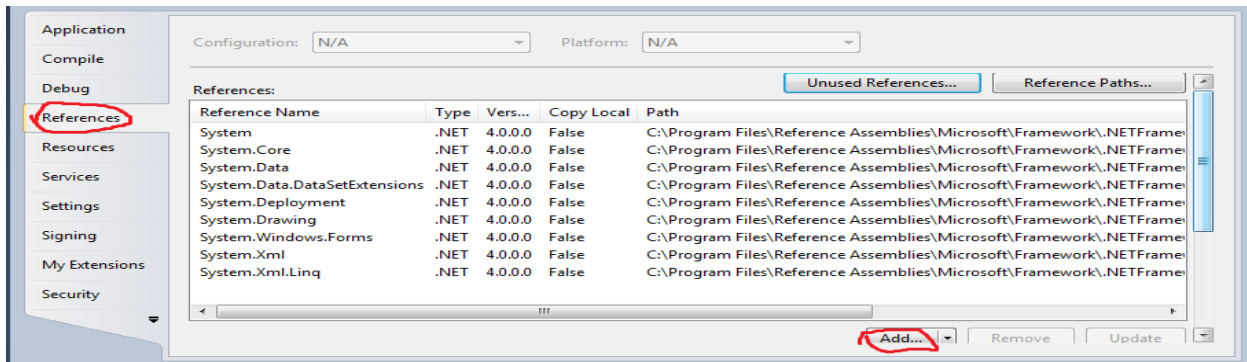 Application
Compile
Debug
References
Resources
Services
Settings
Signing
My Extensions
Security
Configuration: N/A Platform: N/A
Unused References... Reference Paths...
References:
Reference Name Type Vers... Copy Local Path
System .NET 4.0.0.0 False C:\Program Files\Reference Assemblies\Microsoft\Framework\.NETFrame
System.Core .NET 4.0.0.0 False C:\Program Files\Reference Assemblies\Microsoft\Framework\.NETFrame
System.Data .NET 4.0.0.0 False C:\Program Files\Reference Assemblies\Microsoft\Framework\.NETFrame
System.Data.DataSetExtensions .NET 4.0.0.0 False C:\Program Files\Reference Assemblies\Microsoft\Framework\.NETFrame
System.Deployment .NET 4.0.0.0 False C:\Program Files\Reference Assemblies\Microsoft\Framework\.NETFrame
System.Drawing .NET 4.0.0.0 False C:\Program Files\Reference Assemblies\Microsoft\Framework\.NETFrame
System.Windows.Forms .NET 4.0.0.0 False C:\Program Files\Reference Assemblies\Microsoft\Framework\.NETFrame
System.Xml .NET 4.0.0.0 False C:\Program Files\Reference Assemblies\Microsoft\Framework\.NETFrame
System.Xml.Linq .NET 4.0.0.0 False C:\Program Files\Reference Assemblies\Microsoft\Framework\.NETFrame
Add... Remove Update